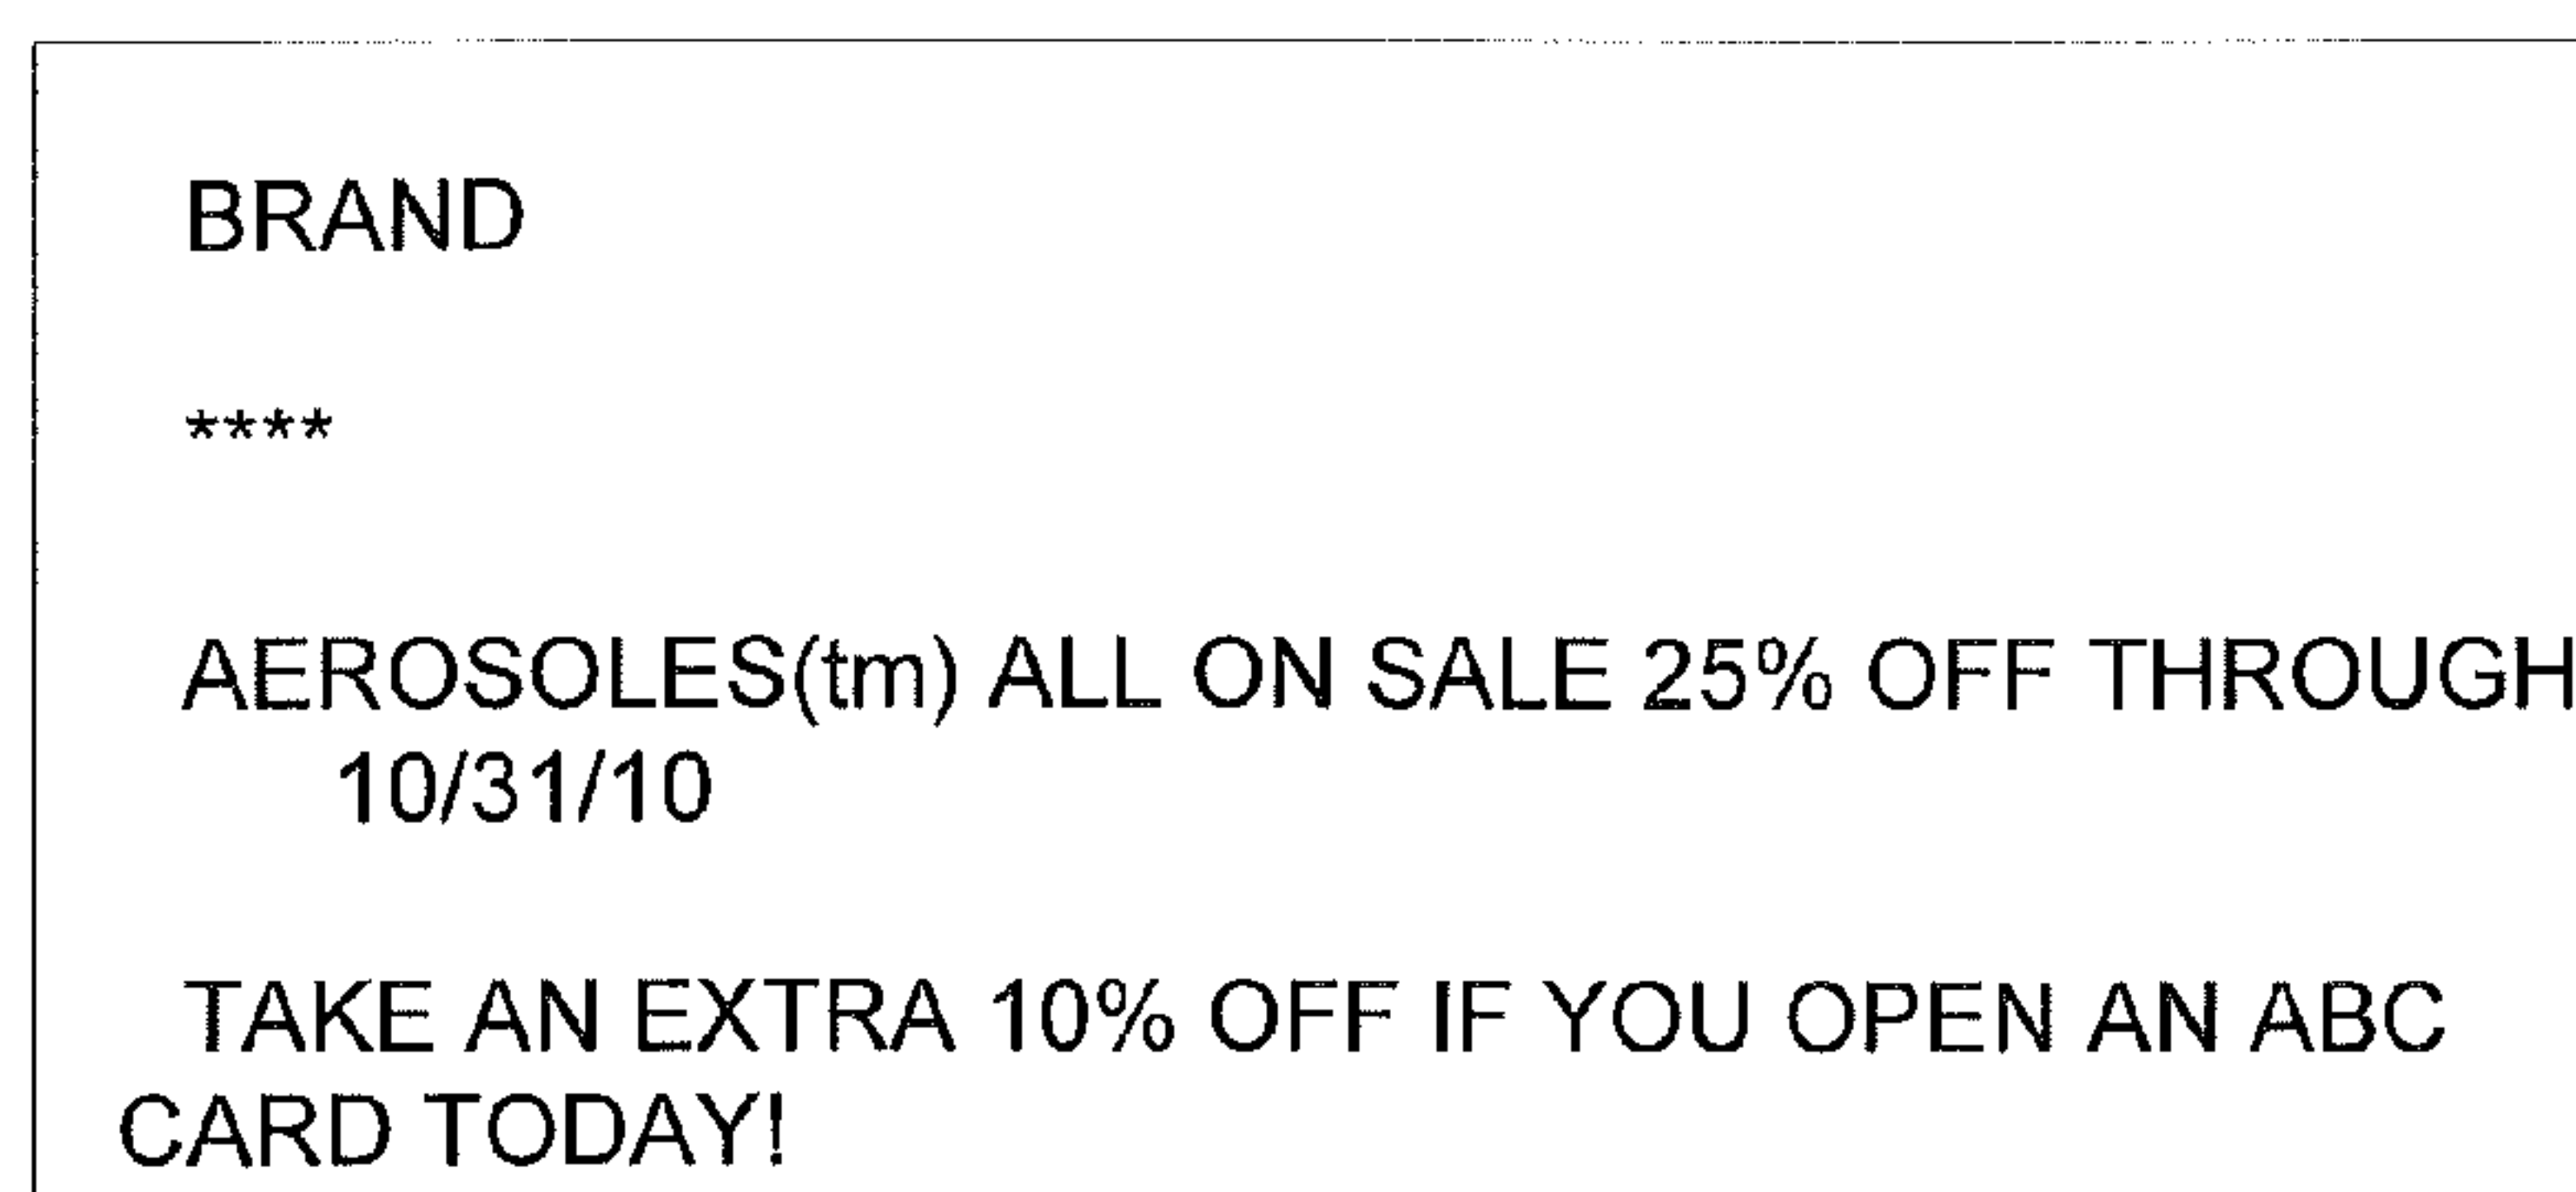 BRAND
****
AEROSOLES(tm) ALL ON SALE 25% OFF THROUGH
10/31/10
TAKE AN EXTRA 10% OFF IF YOU OPEN AN ABC
CARD TODAY!